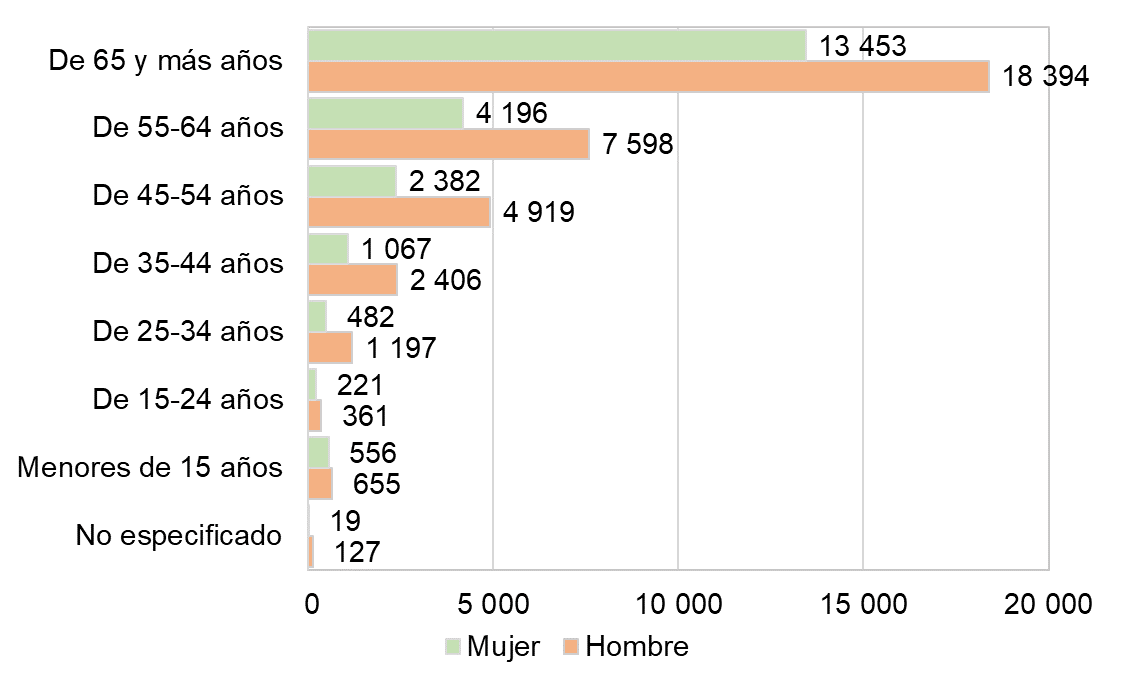 De 65 y más años
13 453
18 394
De 55-64 años
4 196
7 598
De 45-54 años
2 382
4 919
De 35-44 años
1 067
2 406
De 25-34 años
482
1 197
De 15-24 años
221
361
Menores de 15 años
556
655
No especificado
19
127
0 5 000 10 000 15 000 20 000
Mujer Hombre